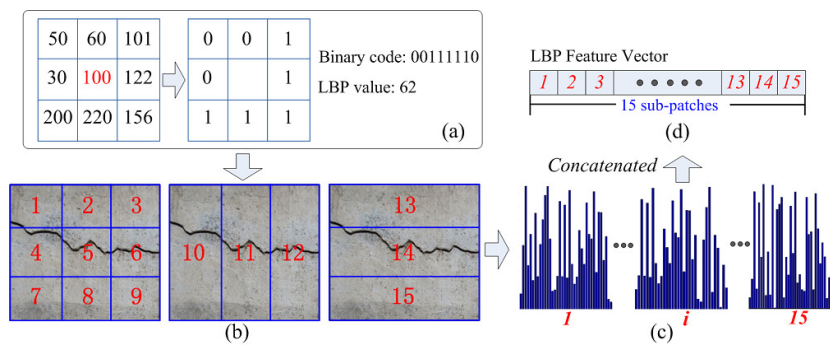 50 60 101
30 100 122
200 220 156
0 0 1
0 1
1 1 1
Binary code: 00111110
LBP value: 62
(a)
LBP Feature Vector
1 2 3 ••••• 13 14 15
15 sub-patches
(d)
Concatenated
1 2 3
4 5 6
7 8 9
10 11 12
13
14
15
(b)
••• •••
1 i 15
(c)